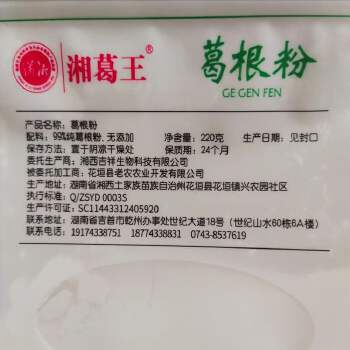 湘葛王®
葛根粉
GE GEN FEN
产品名称：葛根粉
配料：99%纯葛根粉, 无添加 净含量：220克 生产日期：见封口
保存方法：置于阴凉干燥处 保质期：24个月
委托生产商：湘西吉祥生物科技有限公司
被委托加工商：花垣县老农农业开发有限公司
生产地址：湖南省湘西土家族苗族自治州花垣县花垣镇兴农园社区
执行标准：Q/ZSYD 0003S
生产许可证：SC11443312405920
联系地址：湖南省吉首市乾州办事处世纪大道18号（世纪山水60栋6A楼）
联系电话：19174338751 18774338831 0743-8537619